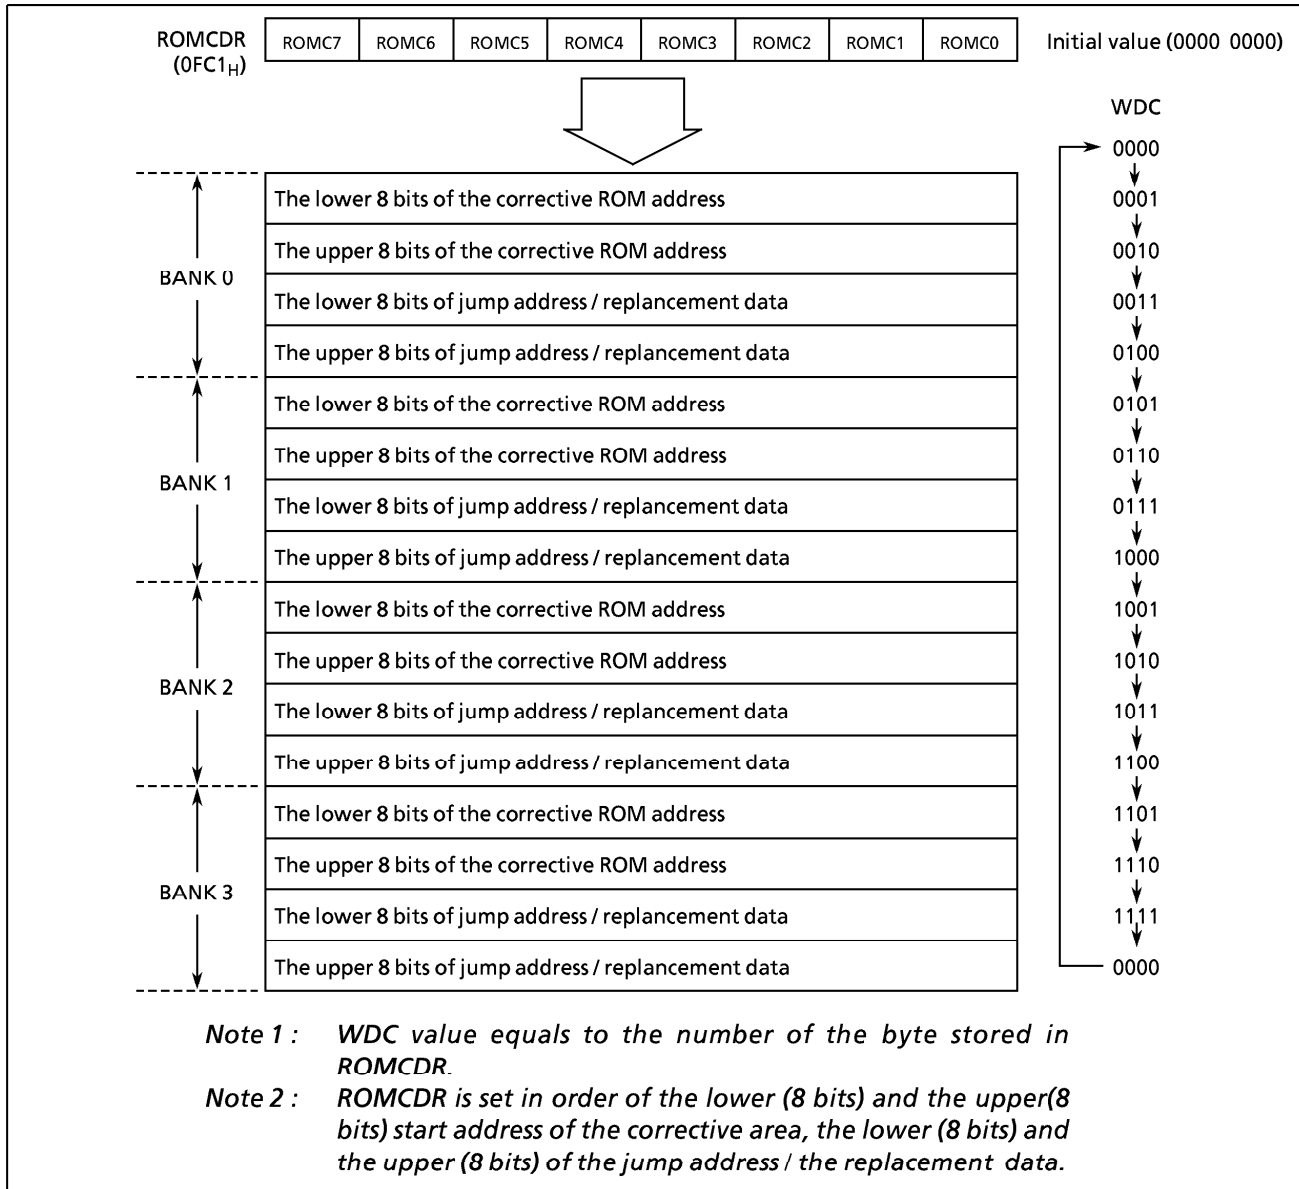 ROMCDR ROMC7 ROMC6 ROMC5 ROMC4 ROMC3 ROMC2 ROMC1 ROMC0 Initial value (0000 0000)
(0FC1H)
WDC
0000
The lower 8 bits of the corrective ROM address 0001
The upper 8 bits of the corrective ROM address 0010
BANK 0
The lower 8 bits of jump address / replancement data 0011
The upper 8 bits of jump address / replancement data 0100
The lower 8 bits of the corrective ROM address 0101
The upper 8 bits of the corrective ROM address 0110
BANK 1
The lower 8 bits of jump address / replancement data 0111
The upper 8 bits of jump address / replancement data 1000
The lower 8 bits of the corrective ROM address 1001
The upper 8 bits of the corrective ROM address 1010
BANK 2
The lower 8 bits of jump address / replancement data 1011
The upper 8 bits of jump address / replancement data 1100
The lower 8 bits of the corrective ROM address 1101
The upper 8 bits of the corrective ROM address 1110
BANK 3
The lower 8 bits of jump address / replancement data 1111
The upper 8 bits of jump address / replancement data 0000
Note 1 : WDC value equals to the number of the byte stored in
ROMCDR.
Note 2 : ROMCDR is set in order of the lower (8 bits) and the upper(8
bits) start address of the corrective area, the lower (8 bits) and
the upper (8 bits) of the jump address / the replacement data.